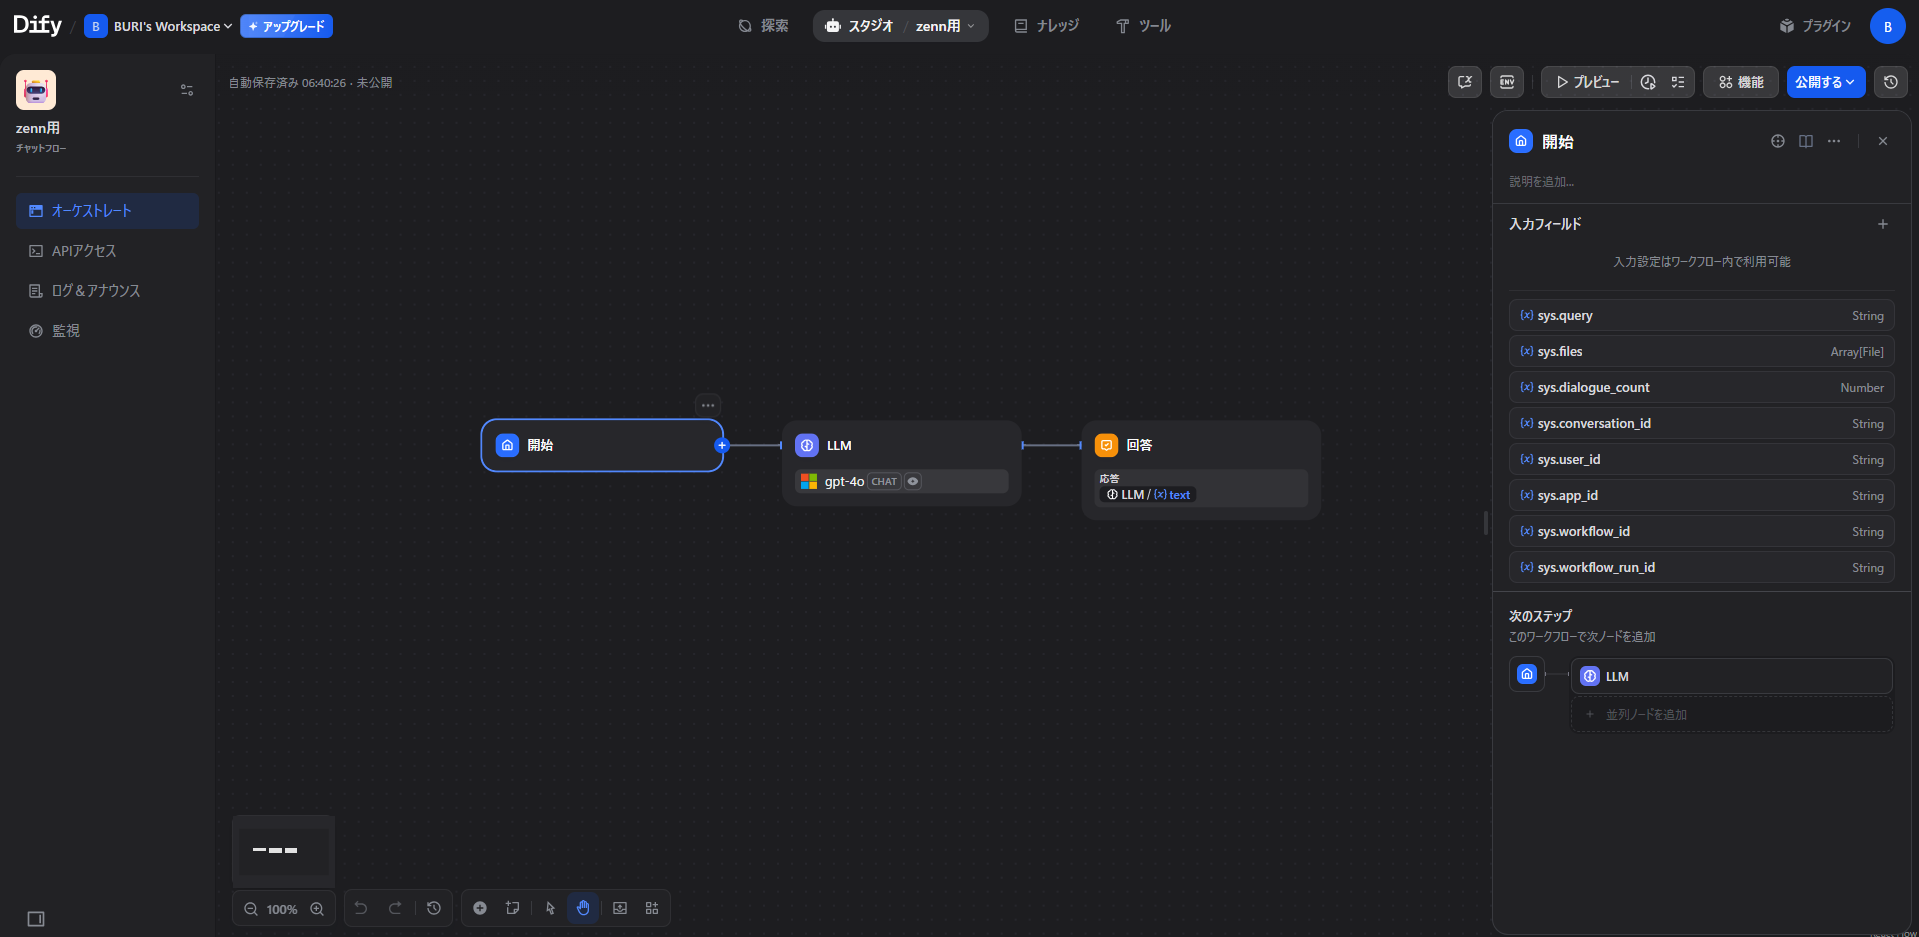 Dify / B BURI's Workspace アップグレード
探索 スタジオ / zenn用 ナレッジ ツール
プラグイン B
zenn用
チャットフロー
オーケストレート
APIアクセス
ログ＆アナウンス
監視
自動保存済み 06:40:26 · 未公開
ENV プレビュー 機能 公開する
開始
LLM
gpt-4o CHAT
回答
応答
LLM / {x} text
100%
開始
説明を追加...
入力フィールド
入力設定はワークフロー内で利用可能
{x} sys.query String
{x} sys.files Array[File]
{x} sys.dialogue_count Number
{x} sys.conversation_id String
{x} sys.user_id String
{x} sys.app_id String
{x} sys.workflow_id String
{x} sys.workflow_run_id String
次のステップ
このワークフローで次ノードを追加
LLM
+ 並列ノードを追加